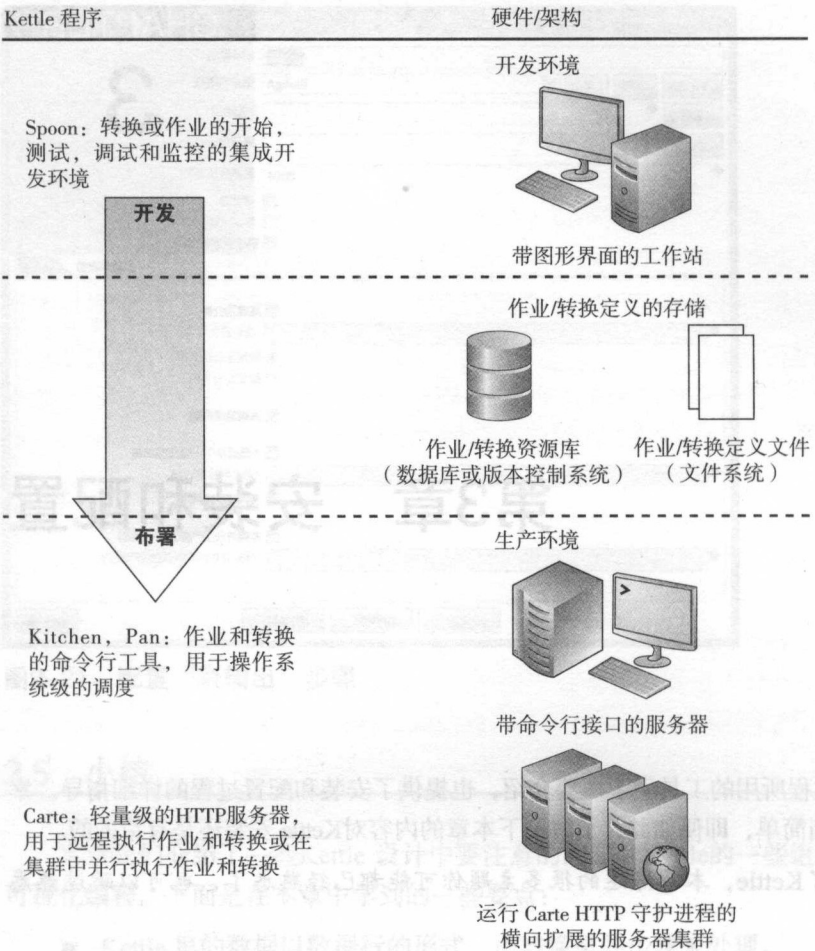 Kettle 程序
硬件/架构
开发环境
Spoon：转换或作业的开始，
测试，调试和监控的集成开
发环境
开发
带图形界面的工作站
作业/转换定义的存储
作业/转换资源库
（数据库或版本控制系统）
作业/转换定义文件
（文件系统）
布署
生产环境
Kitchen，Pan：作业和转换
的命令行工具，用于操作系
统级的调度
带命令行接口的服务器
Carte：轻量级的HTTP服务器，
用于远程执行作业和转换或在
集群中并行执行作业和转换
运行 Carte HTTP 守护进程的
横向扩展的服务器集群
第3章 安装和配置